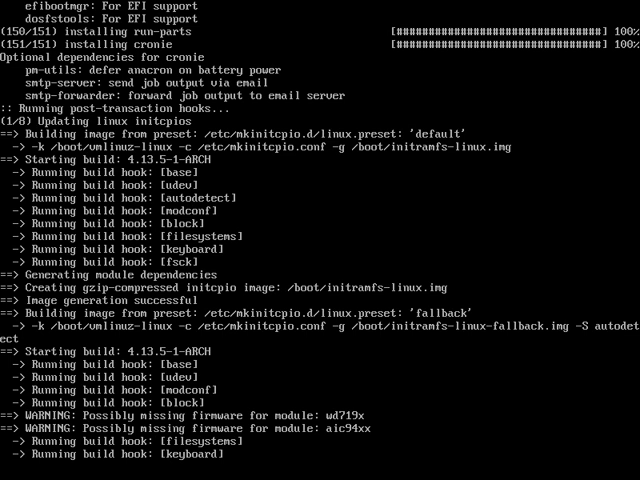 efibootmgr: For EFI support
dosfstools: For EFI support
(150/151) installing run-parts [################################] 100%
(151/151) installing cronie [################################] 100%
Optional dependencies for cronie
pm-utils: defer anacron on battery power
smtp-server: send job output via email
smtp-forwarder: forward job output to email server
:: Running post-transaction hooks...
(1/8) Updating linux initcpios
==> Building image from preset: /etc/mkinitcpio.d/linux.preset: 'default'
-> -k /boot/vmlinuz-linux -c /etc/mkinitcpio.conf -g /boot/initramfs-linux.img
==> Starting build: 4.13.5-1-ARCH
-> Running build hook: [base]
-> Running build hook: [udev]
-> Running build hook: [autodetect]
-> Running build hook: [modconf]
-> Running build hook: [block]
-> Running build hook: [filesystems]
-> Running build hook: [keyboard]
-> Running build hook: [fsck]
==> Generating module dependencies
==> Creating gzip-compressed initcpio image: /boot/initramfs-linux.img
==> Image generation successful
==> Building image from preset: /etc/mkinitcpio.d/linux.preset: 'fallback'
-> -k /boot/vmlinuz-linux -c /etc/mkinitcpio.conf -g /boot/initramfs-linux-fallback.img -S autodet
ect
==> Starting build: 4.13.5-1-ARCH
-> Running build hook: [base]
-> Running build hook: [udev]
-> Running build hook: [modconf]
-> Running build hook: [block]
==> WARNING: Possibly missing firmware for module: wd719x
==> WARNING: Possibly missing firmware for module: aic94xx
-> Running build hook: [filesystems]
-> Running build hook: [keyboard]